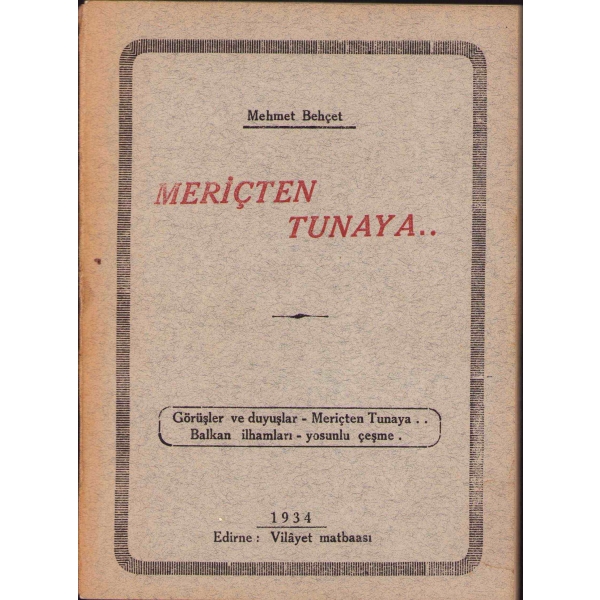 Mehmet Behçet
MERİÇTEN
TUNAYA..
Görüşler ve duyuşlar - Meriçten Tunaya . .
Balkan ilhamları - yosunlu çeşme .
1934
Edirne : Vilâyet matbaası